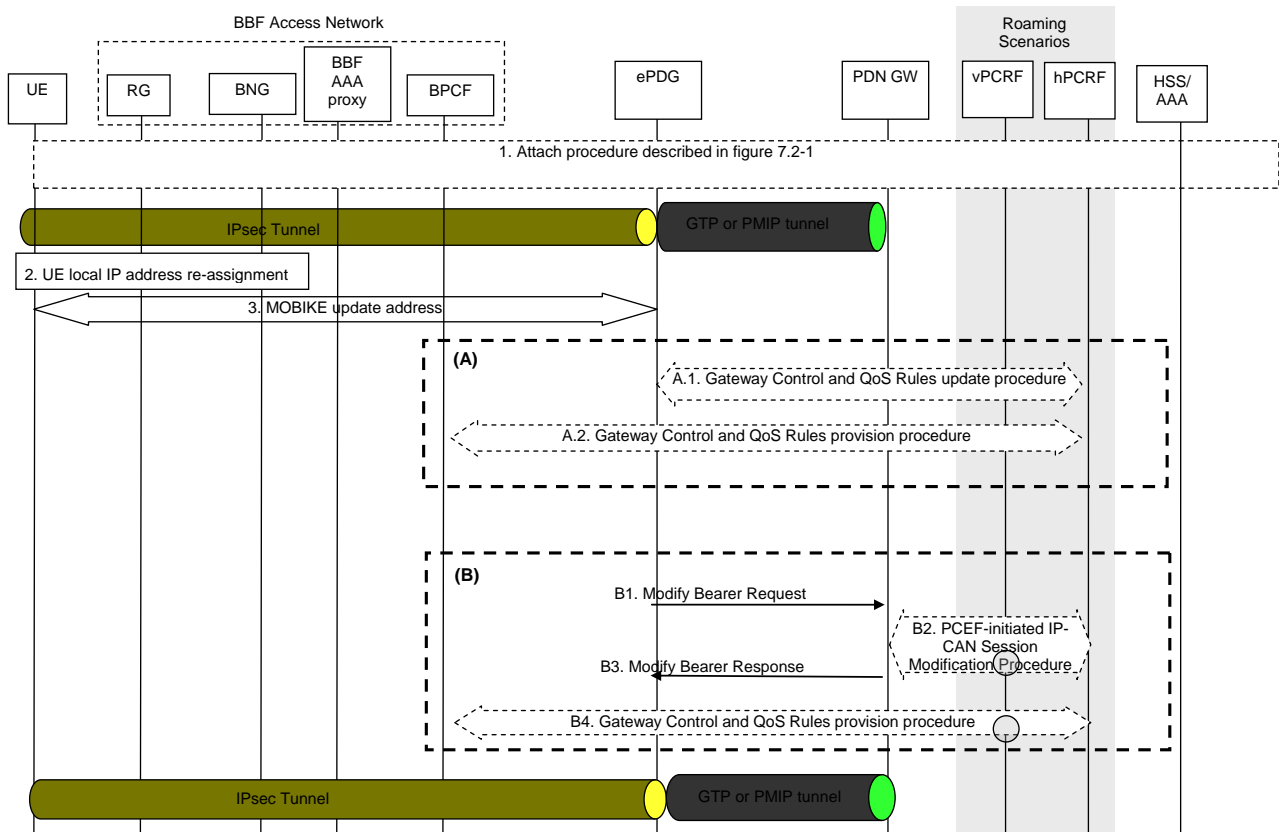 BBF Access Network
Roaming
Scenarios
UE
RG
BNG
BBF
AAA
proxy
BPCF
ePDG
PDN GW
vPCRF
hPCRF
HSS/
AAA
1. Attach procedure described in figure 7.2-1
IPsec Tunnel
GTP or PMIP tunnel
2. UE local IP address re-assignment
3. MOBIKE update address
(A)
A.1. Gateway Control and QoS Rules update procedure
A.2. Gateway Control and QoS Rules provision procedure
(B)
B1. Modify Bearer Request
B2. PCEF-initiated IP-
CAN Session
Modification Procedure
B3. Modify Bearer Response
B4. Gateway Control and QoS Rules provision procedure
IPsec Tunnel
GTP or PMIP tunnel